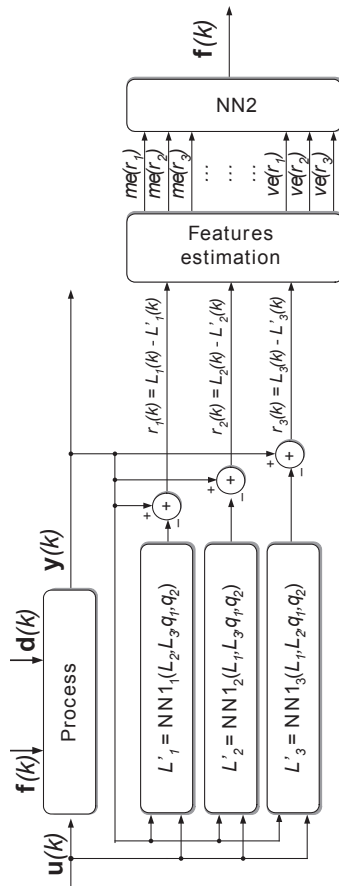 f(k)
d(k)
u(k)
Process
y(k)
L'₁ = NN1₁(L₂,L₃,q₁,q₂)
L'₂ = NN1₂(L₁,L₃,q₁,q₂)
L'₃ = NN1₃(L₁,L₂,q₁,q₂)
+
+
−
+
+
−
+
+
−
r₁(k) = L₁(k) - L'₁(k)
r₂(k) = L₂(k) - L'₂(k)
r₃(k) = L₃(k) - L'₃(k)
Features
estimation
me(r₁)
me(r₂)
me(r₃)
......
......
ve(r₁)
ve(r₂)
ve(r₃)
NN2
f(k)